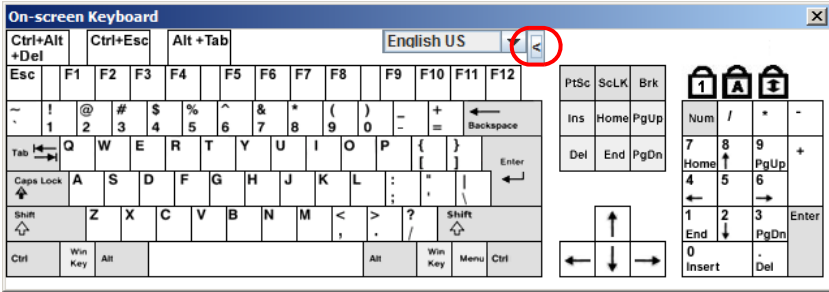 On-screen Keyboard X
Ctrl+Alt +Del Ctrl+Esc Alt +Tab English US <
Esc F1 F2 F3 F4 F5 F6 F7 F8 F9 F10 F11 F12 PtSc ScLK Brk 1 A
~ ! @ # $ % ^ & * ( ) _ + Backspace
` 1 2 3 4 5 6 7 8 9 0 - = Ins Home PgUp Num / * -
Tab Q W E R T Y U I O P { } Enter
[ ] Del End PgDn 7 Home 8 9 PgUp +
Caps Lock A S D F G H J K L : " |
; ' \ 4 5 6
Shift Z X C V B N M < > ? Shift
, . / 1 End 2 3 PgDn Enter
Ctrl Win Key Alt Alt Win Key Menu Ctrl 0 Insert . Del